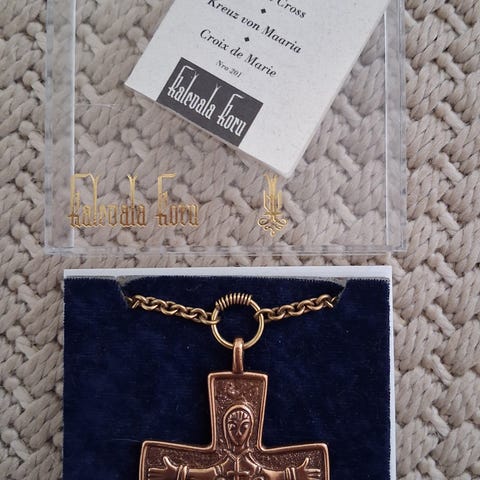 Cross
Kreuz von Maaria
Croix de Marie
Nro 201
Kalevala Koru
Kalevala Koru